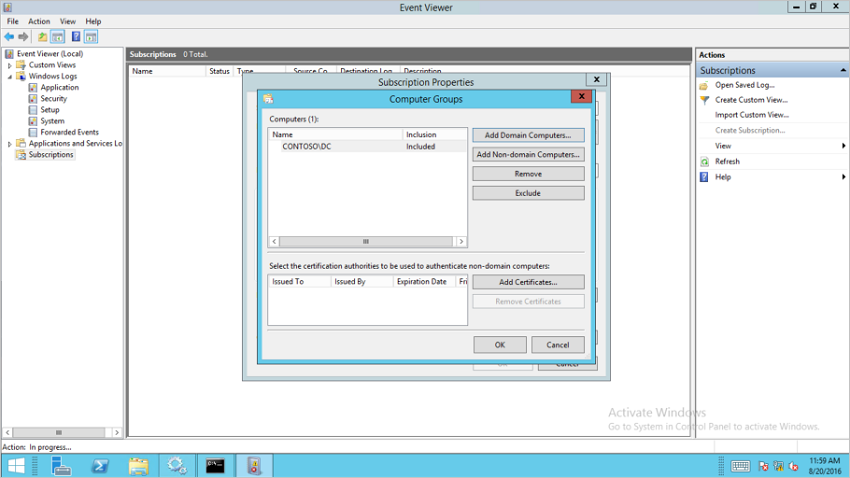 Event Viewer
File Action View Help
Event Viewer (Local)
Custom Views
Windows Logs
Application
Security
Setup
System
Forwarded Events
Applications and Services Lo
Subscriptions
Subscriptions 0 Total.
Name Status Type Source Co... Destination Log Description
Subscription Properties
Computer Groups
Computers (1):
Name Inclusion
CONTOSO\DC Included
Add Domain Computers...
Add Non-domain Computers...
Remove
Exclude
Select the certification authorities to be used to authenticate non-domain computers:
Issued To Issued By Expiration Date Fri
Add Certificates...
Remove Certificates
OK Cancel
Cancel
Actions
Subscriptions
Open Saved Log...
Create Custom View...
Import Custom View...
Create Subscription...
View
Refresh
Help
Activate Windows
Go to System in Control Panel to activate Windows.
Action: In progress...
11:59 AM
8/20/2016